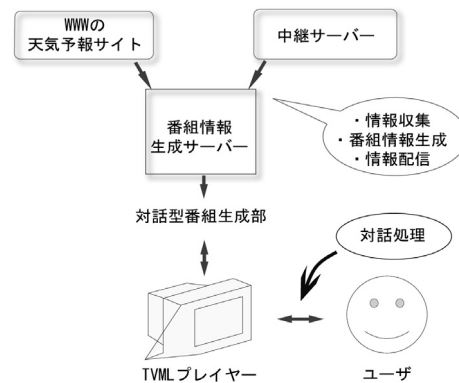 WWWの
天気予報サイト
中継サーバー
番組情報
生成サーバー
・情報収集
・番組情報生成
・情報配信
対話型番組生成部
対話処理
TVMLプレイヤー
ユーザ